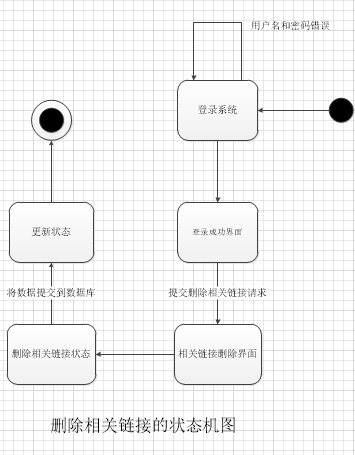 用户名和密码错误
登录系统
更新状态
登录成功界面
将数据提交到数据库
提交删除相关链接请求
删除相关链接状态
相关链接删除界面
删除相关链接的状态机图